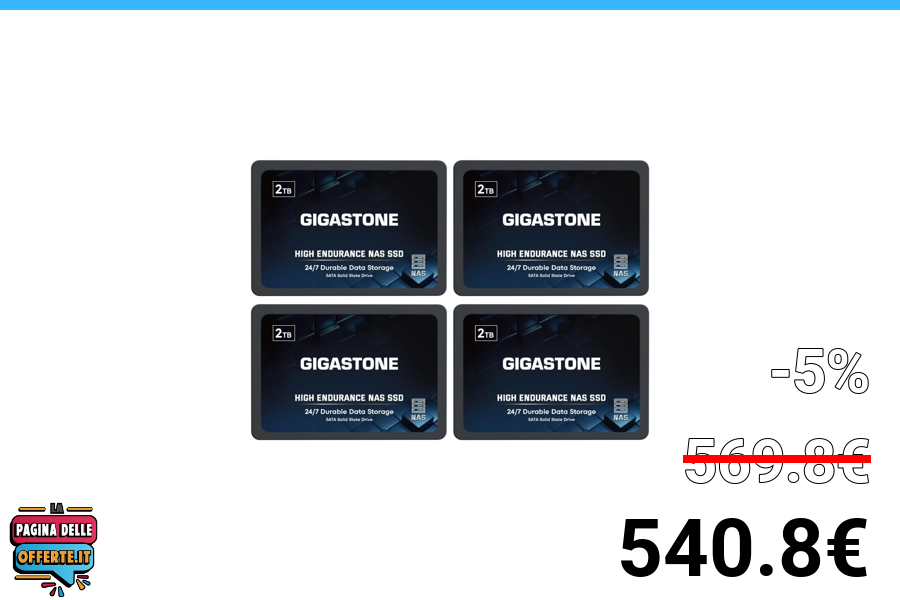 2TB
GIGASTONE
HIGH ENDURANCE NAS SSD
24/7 Durable Data Storage
SATA Solid State Drive
NAS
2TB
GIGASTONE
HIGH ENDURANCE NAS SSD
24/7 Durable Data Storage
SATA Solid State Drive
NAS
2TB
GIGASTONE
HIGH ENDURANCE NAS SSD
24/7 Durable Data Storage
SATA Solid State Drive
NAS
2TB
GIGASTONE
HIGH ENDURANCE NAS SSD
24/7 Durable Data Storage
SATA Solid State Drive
NAS
-5%
569.8€
540.8€
LA
PAGINA DELLE
OFFERTE.IT